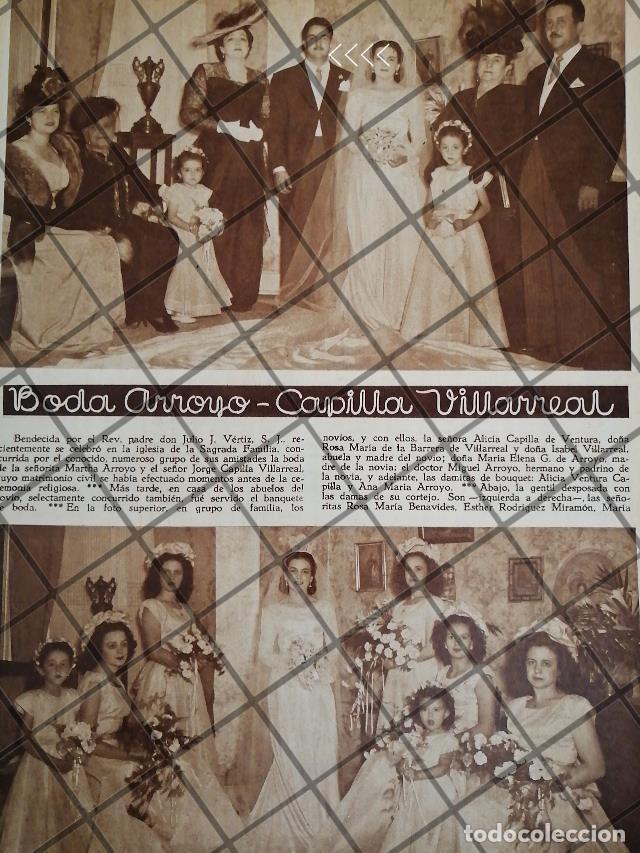 <<<<
Boda Arroyo - Capilla Villarreal
Bendecida por el Rev. padre don Julio J. Vértiz, S. J., re-
cientemente se celebró en la iglesia de la Sagrada Familia, con-
currida por el conocido, numeroso grupo de sus amistades la boda
de la señorita Martha Arroyo y el señor Jorge Capilla Villarreal,
uyo matrimonio civil se había efectuado momentos antes de la ce-
emonia religiosa. *** Más tarde, en casa de los abuelos del
ovio, selectamente concurrido también, fue servido el banquete
boda. *** En la foto superior, en grupo de familia, los
novios, y con ellos, la señora Alicia Capilla de Ventura, doña
Rosa María de la Barrera de Villarreal y doña Isabel Villarreal,
abuela y madre del novio; doña María Elena G. de Arroyo, ma-
dre de la novia; el doctor Miguel Arroyo, hermano y padrino de
la novia, y adelante, las damitas de bouquet: Alicia Ventura Ca-
pilla y Ana María Arroyo. *** Abajo, la gentil desposada con
las damas de su cortejo. Son —izquierda a derecha—, las seño-
ritas Rosa María Benavides, Esther Rodríguez Miramón, María
todocoleccion